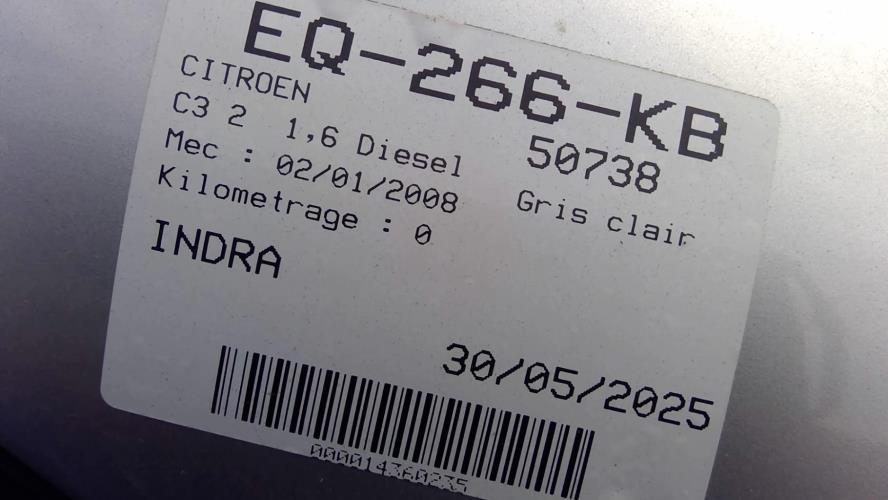 EQ-266-KB
CITROEN
C3 2 1,6 Diesel 50738
Mec : 02/01/2008 Gris clair
Kilometrage : 0
INDRA
30/05/2025